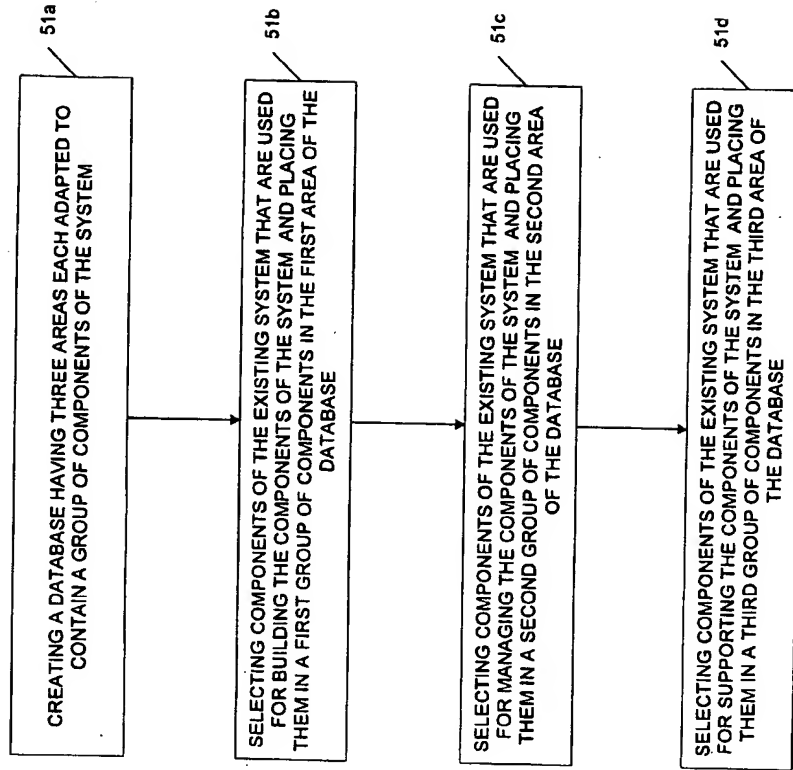 51a
CREATING A DATABASE HAVING THREE AREAS EACH ADAPTED TO
CONTAIN A GROUP OF COMPONENTS OF THE SYSTEM
51b
SELECTING COMPONENTS OF THE EXISTING SYSTEM THAT ARE USED
FOR BUILDING THE COMPONENTS OF THE SYSTEM AND PLACING
THEM IN A FIRST GROUP OF COMPONENTS IN THE FIRST AREA OF THE
DATABASE
51c
SELECTING COMPONENTS OF THE EXISTING SYSTEM THAT ARE USED
FOR MANAGING THE COMPONENTS OF THE SYSTEM AND PLACING
THEM IN A SECOND GROUP OF COMPONENTS IN THE SECOND AREA
OF THE DATABASE
51d
SELECTING COMPONENTS OF THE EXISTING SYSTEM THAT ARE USED
FOR SUPPORTING THE COMPONENTS OF THE SYSTEM AND PLACING
THEM IN A THIRD GROUP OF COMPONENTS IN THE THIRD AREA OF
THE DATABASE